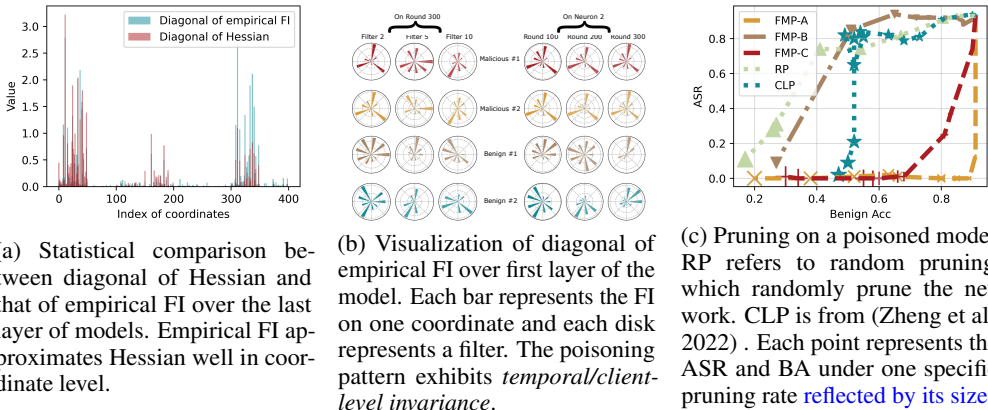 Diagonal of empirical FI
Diagonal of Hessian
Value
3.0
2.5
2.0
1.5
1.0
0.5
0.0
0 100 200 300 400
Index of coordinates
(a) Statistical comparison be-
tween diagonal of Hessian and
that of empirical FI over the last
layer of models. Empirical FI ap-
proximates Hessian well in coor-
dinate level.
On Round 300
On Neuron 2
Filter 2 Filter 5 Filter 10
Round 100 Round 200 Round 300
Malicious #1
Malicious #2
Benign #1
Benign #2
(b) Visualization of diagonal of
empirical FI over first layer of the
model. Each bar represents the FI
on one coordinate and each disk
represents a filter. The poisoning
pattern exhibits temporal/client-
level invariance.
FMP-A
FMP-B
FMP-C
RP
CLP
ASR
0.8
0.6
0.4
0.2
0.0
0.2 0.4 0.6 0.8
Benign Acc
(c) Pruning on a poisoned mode
RP refers to random pruning
which randomly prune the ne
work. CLP is from (Zheng et al
2022) . Each point represents th
ASR and BA under one specifi
pruning rate reflected by its size